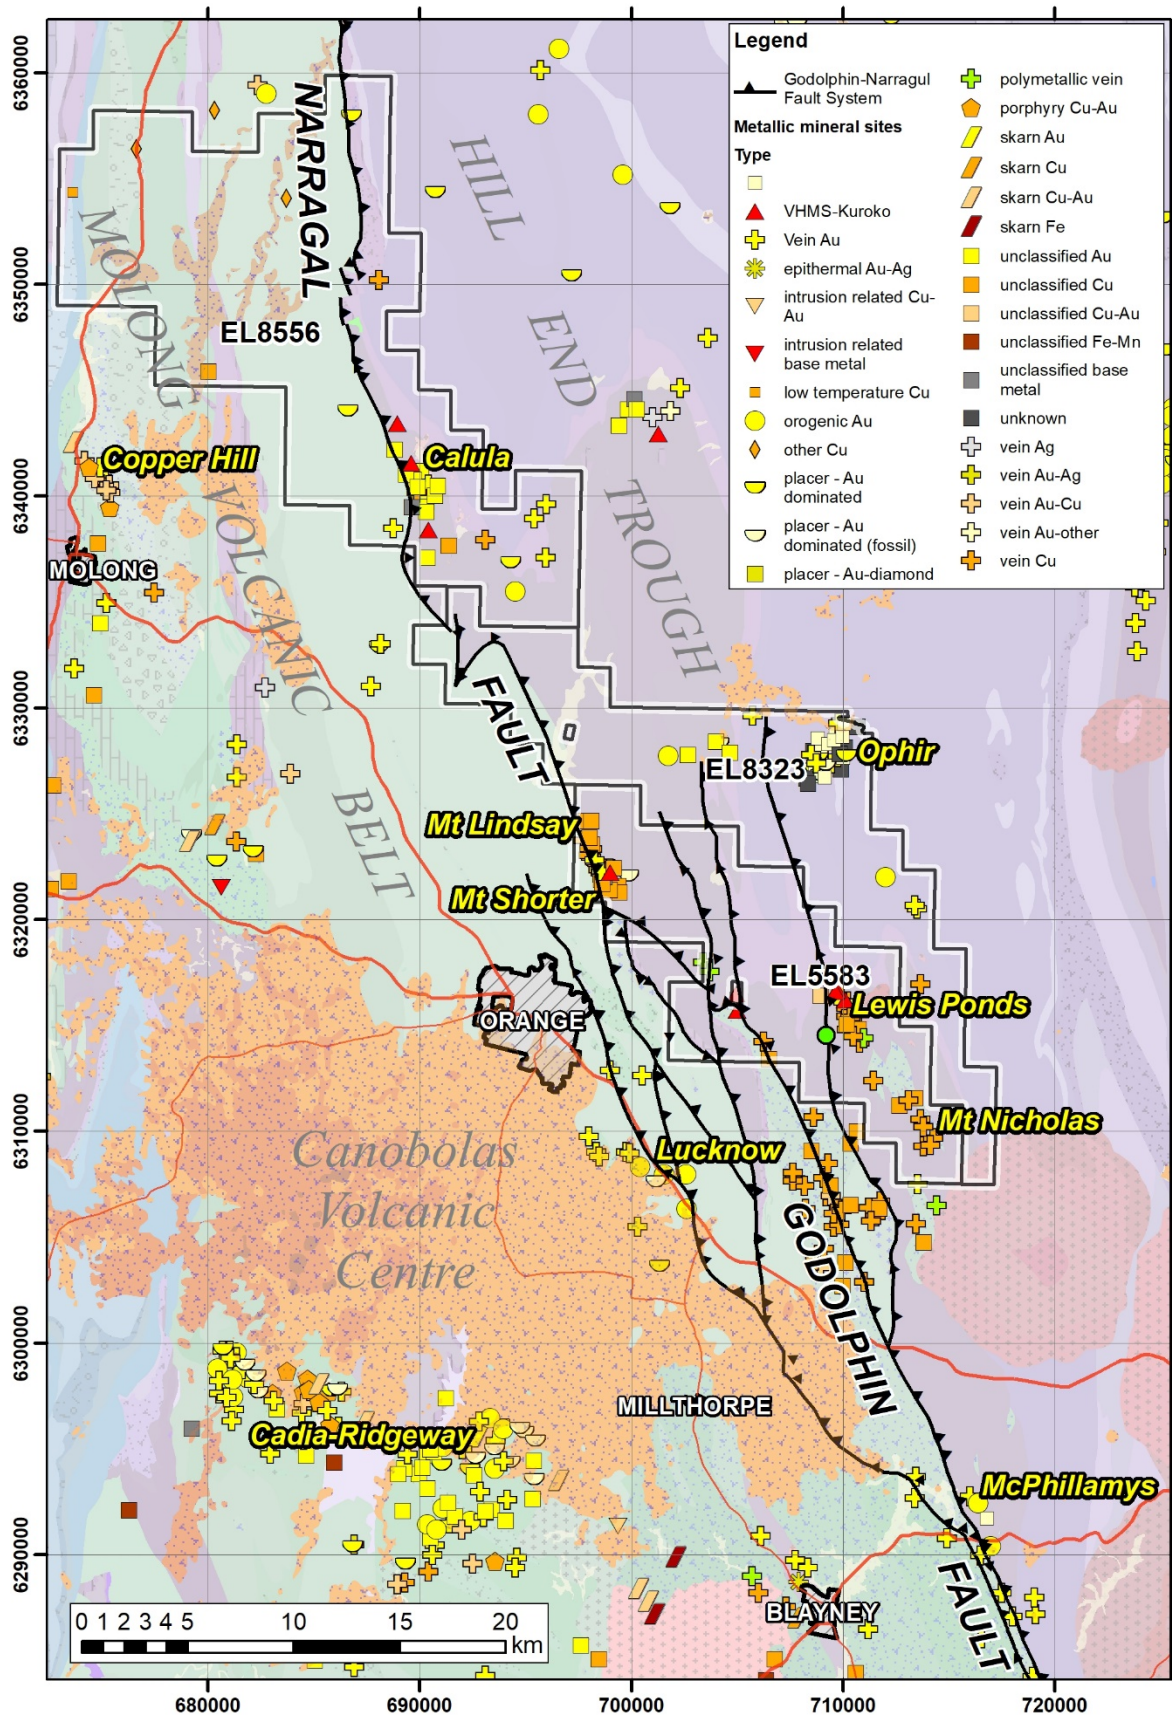 6360000
6350000
6340000
6330000
6320000
6310000
6300000
6290000
680000
690000
700000
710000
720000
Legend
Godolphin-Narragul
Fault System
Metallic mineral sites
Type
VHMS-Kuroko
Vein Au
epithermal Au-Ag
intrusion related Cu-
Au
intrusion related
base metal
low temperature Cu
orogenic Au
other Cu
placer - Au
dominated
placer - Au
dominated (fossil)
placer - Au-diamond
polymetallic vein
porphyry Cu-Au
skarn Au
skarn Cu
skarn Cu-Au
skarn Fe
unclassified Au
unclassified Cu
unclassified Cu-Au
unclassified Fe-Mn
unclassified base
metal
unknown
vein Ag
vein Au-Ag
vein Au-Cu
vein Au-other
vein Cu
NARRAGAL
FAULT
HILL
END
TROUGH
MOLONG
VOLCANIC
BELT
EL8556
Copper Hill
Calula
MOLONG
EL8323
Ophir
Mt Lindsay
Mt Shorter
EL5583
Lewis Ponds
ORANGE
Mt Nicholas
Lucknow
Canobolas
Volcanic
Centre
GODOLPHIN
FAULT
MILLTHORPE
Cadia-Ridgeway
McPhillamys
BLAYNEY
0 1 2 3 4 5 10 15 20
km